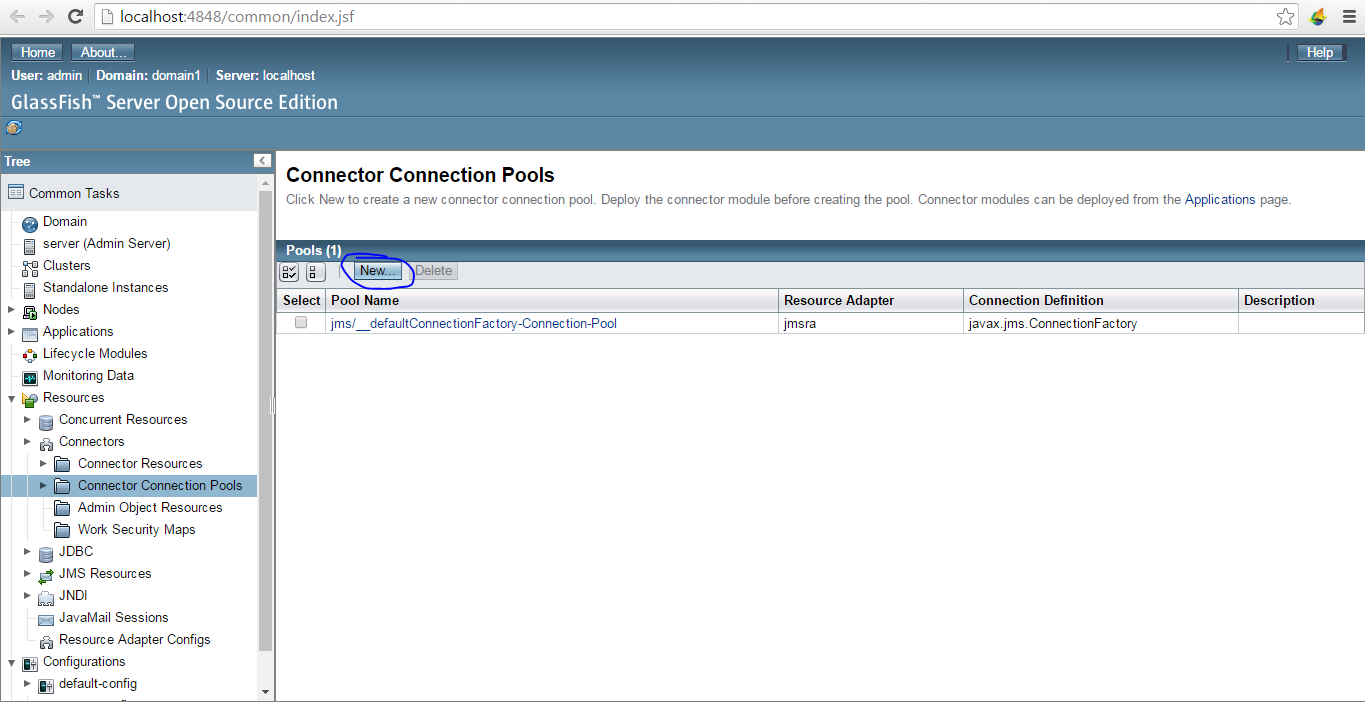 localhost:4848/common/index.jsf
Home About... Help
User: admin Domain: domain1 Server: localhost
GlassFish™ Server Open Source Edition
Tree
Common Tasks
Domain
server (Admin Server)
Clusters
Standalone Instances
Nodes
Applications
Lifecycle Modules
Monitoring Data
Resources
Concurrent Resources
Connectors
Connector Resources
Connector Connection Pools
Admin Object Resources
Work Security Maps
JDBC
JMS Resources
JNDI
JavaMail Sessions
Resource Adapter Configs
Configurations
default-config
Connector Connection Pools
Click New to create a new connector connection pool. Deploy the connector module before creating the pool. Connector modules can be deployed from the Applications page.
Pools (1)
New... Delete
Select Pool Name Resource Adapter Connection Definition Description
jms/__defaultConnectionFactory-Connection-Pool jmsra javax.jms.ConnectionFactory